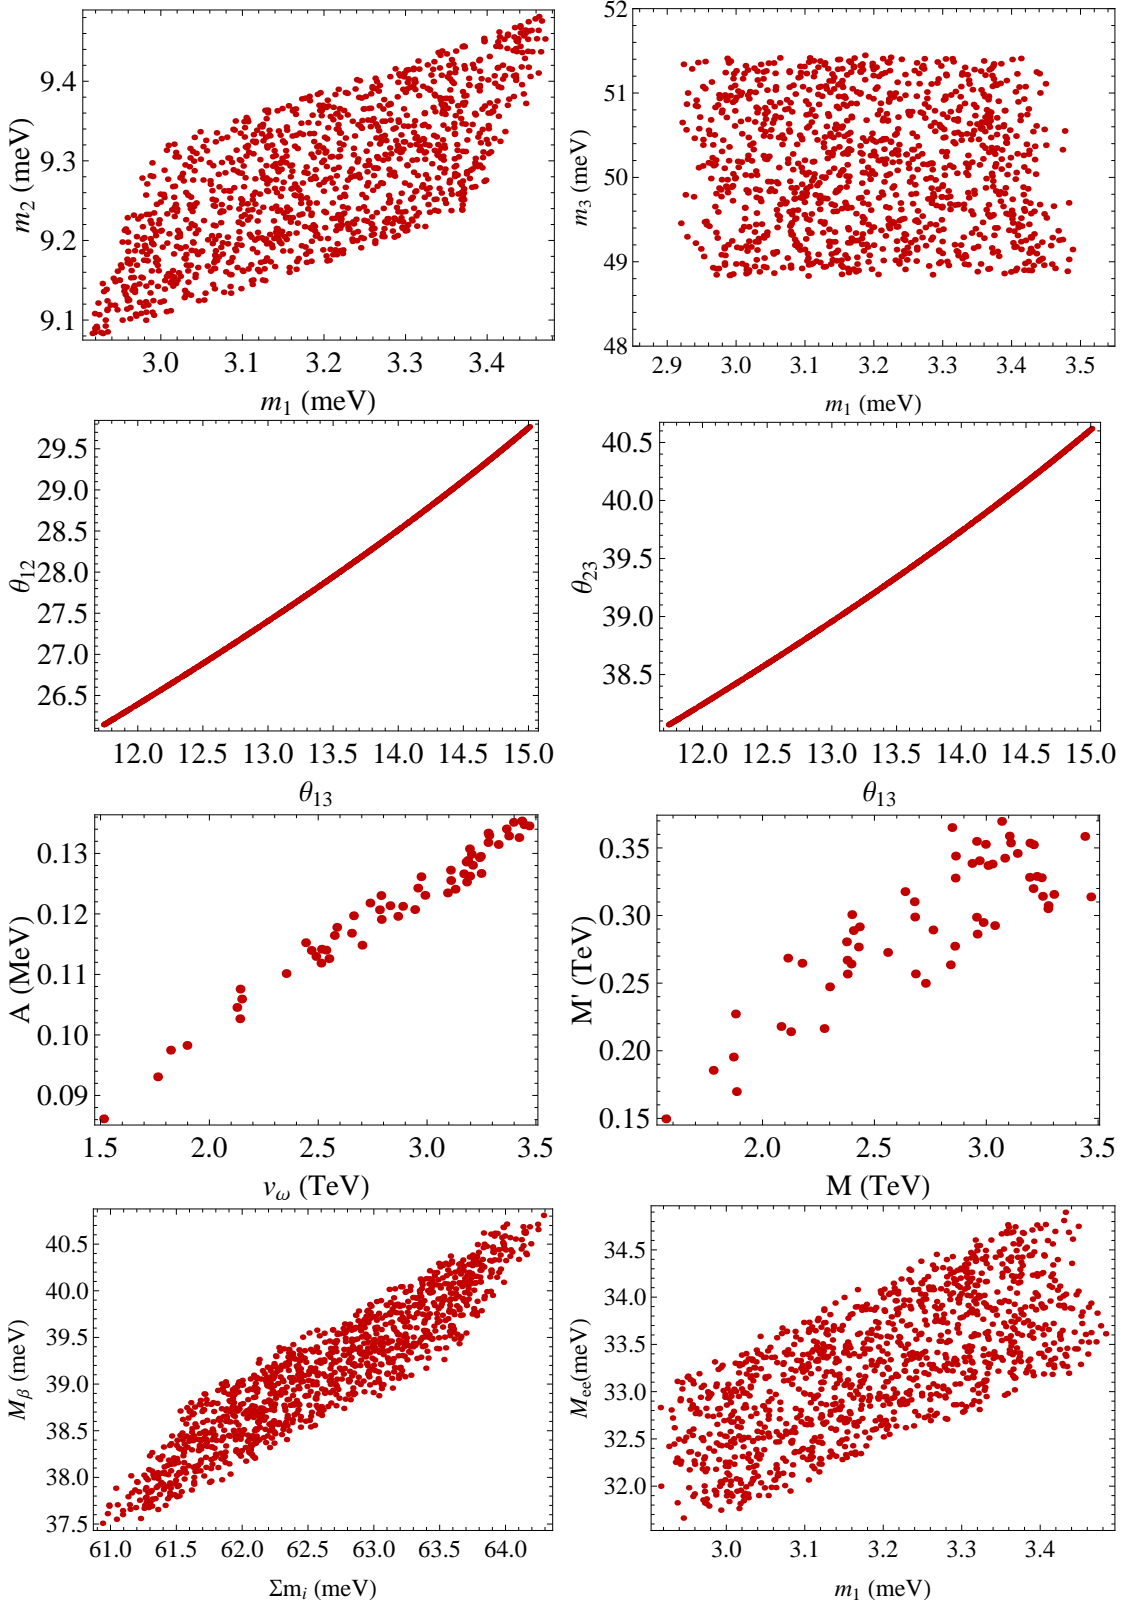 9.4
9.3
9.2
9.1
m₂ (meV)
3.0 3.1 3.2 3.3 3.4
m₁ (meV)
52
51
50
49
48
m₃ (meV)
2.9 3.0 3.1 3.2 3.3 3.4 3.5
m₁ (meV)
29.5
29.0
28.5
28.0
27.5
27.0
26.5
θ₁₂
12.0 12.5 13.0 13.5 14.0 14.5 15.0
θ₁₃
40.5
40.0
39.5
39.0
38.5
θ₂₃
12.0 12.5 13.0 13.5 14.0 14.5 15.0
θ₁₃
0.13
0.12
0.11
0.10
0.09
A (MeV)
1.5 2.0 2.5 3.0 3.5
v_ω (TeV)
0.35
0.30
0.25
0.20
0.15
M' (TeV)
2.0 2.5 3.0 3.5
M (TeV)
40.5
40.0
39.5
39.0
38.5
38.0
37.5
M_β (meV)
61.0 61.5 62.0 62.5 63.0 63.5 64.0
Σmᵢ (meV)
34.5
34.0
33.5
33.0
32.5
32.0
M_ee(meV)
3.0 3.1 3.2 3.3 3.4
m₁ (meV)